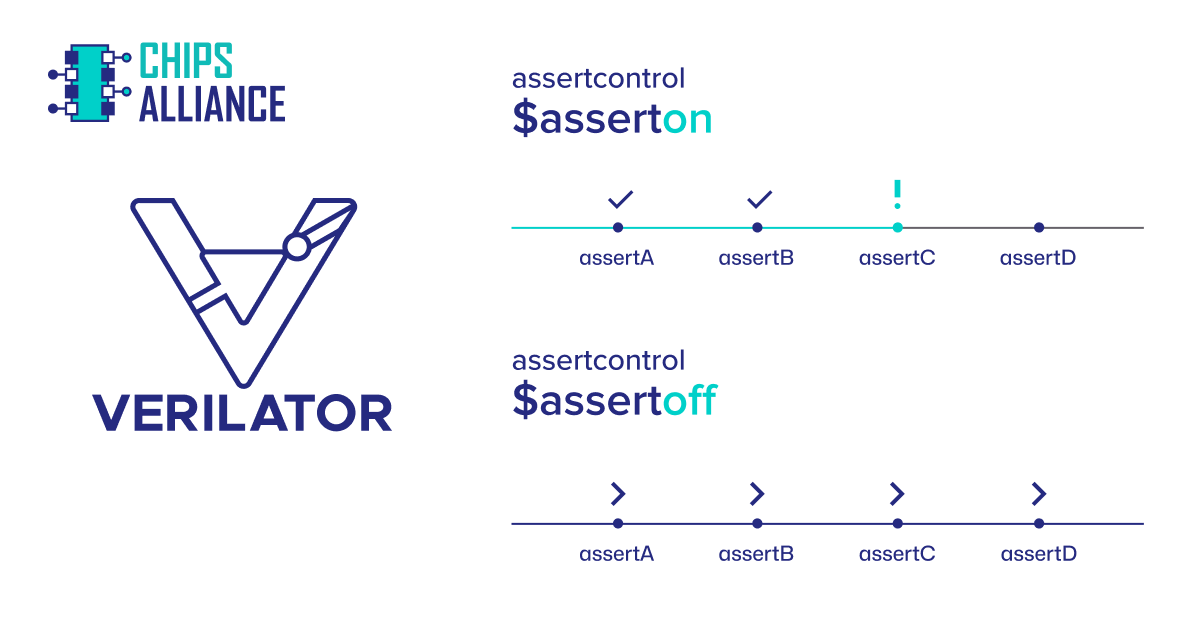 CHIPS
ALLIANCE
VERILATOR
assertcontrol
$asserton
assertA assertB assertC assertD
assertcontrol
$assertoff
assertA assertB assertC assertD